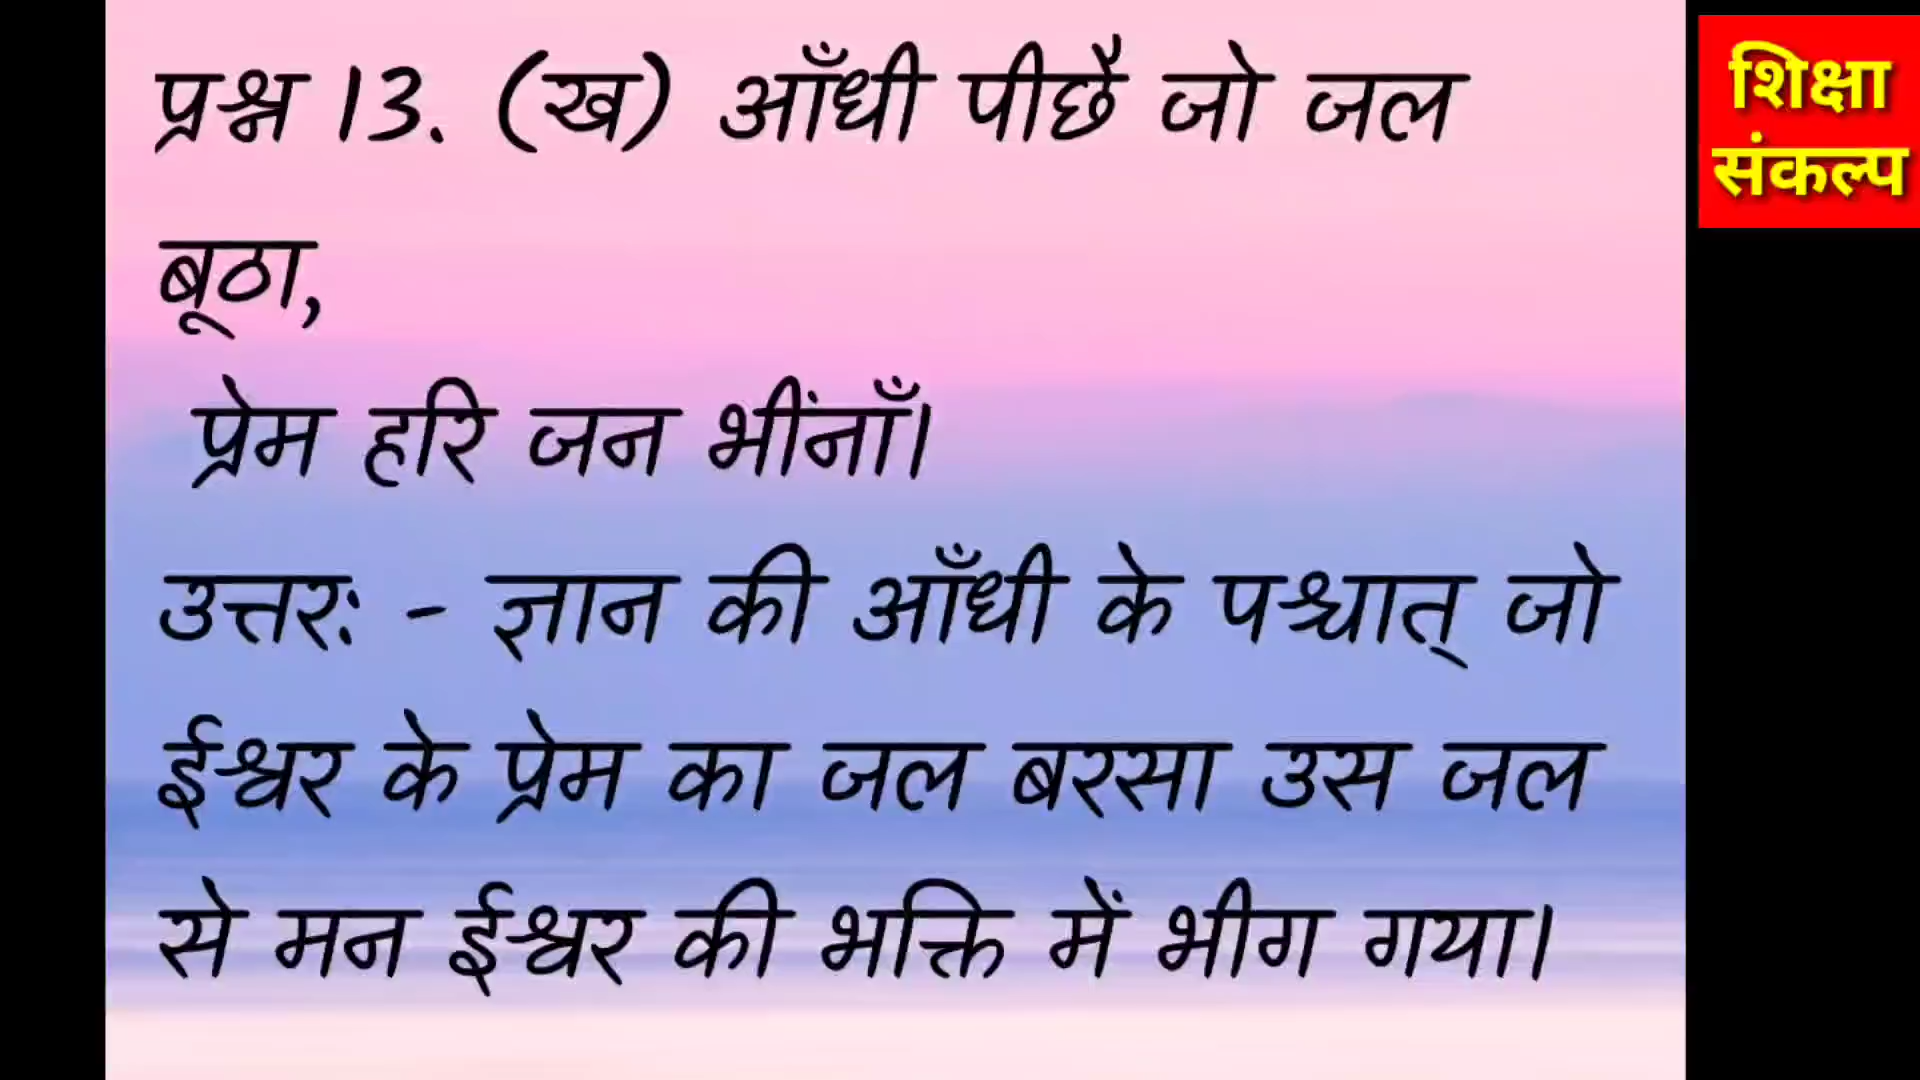 प्रश्न 13. (ख) आँधी पीछै जो जल
बूठा,
प्रेम हरि जन भींनाँ।
उत्तर: - ज्ञान की आँधी के पश्चात् जो
ईश्वर के प्रेम का जल बरसा उस जल
से मन ईश्वर की भक्ति में भीग गया।
शिक्षा
संकल्प